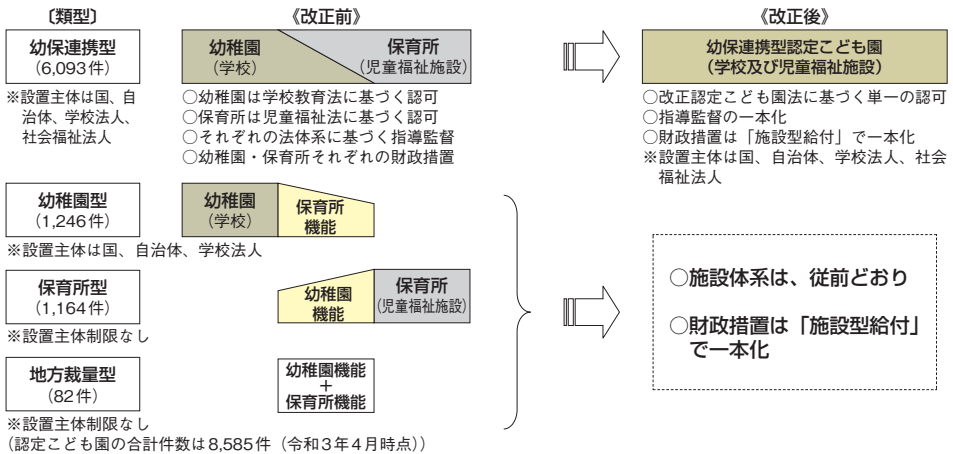 〔類型〕
《改正前》
《改正後》
幼保連携型
(6,093件)
※設置主体は国、自
治体、学校法人、
社会福祉法人
幼稚園
(学校)
保育所
(児童福祉施設)
○幼稚園は学校教育法に基づく認可
○保育所は児童福祉法に基づく認可
○それぞれの法体系に基づく指導監督
○幼稚園・保育所それぞれの財政措置
幼保連携型認定こども園
(学校及び児童福祉施設)
○改正認定こども園法に基づく単一の認可
○指導監督の一本化
○財政措置は「施設型給付」で一本化
※設置主体は国、自治体、学校法人、社会
福祉法人
幼稚園型
(1,246件)
※設置主体は国、自治体、学校法人
幼稚園
(学校)
保育所
機能
保育所型
(1,164件)
※設置主体制限なし
幼稚園
機能
保育所
(児童福祉施設)
地方裁量型
(82件)
※設置主体制限なし
幼稚園機能
+
保育所機能
○施設体系は、従前どおり
○財政措置は「施設型給付」
で一本化
(認定こども園の合計件数は8,585件(令和3年4月時点))